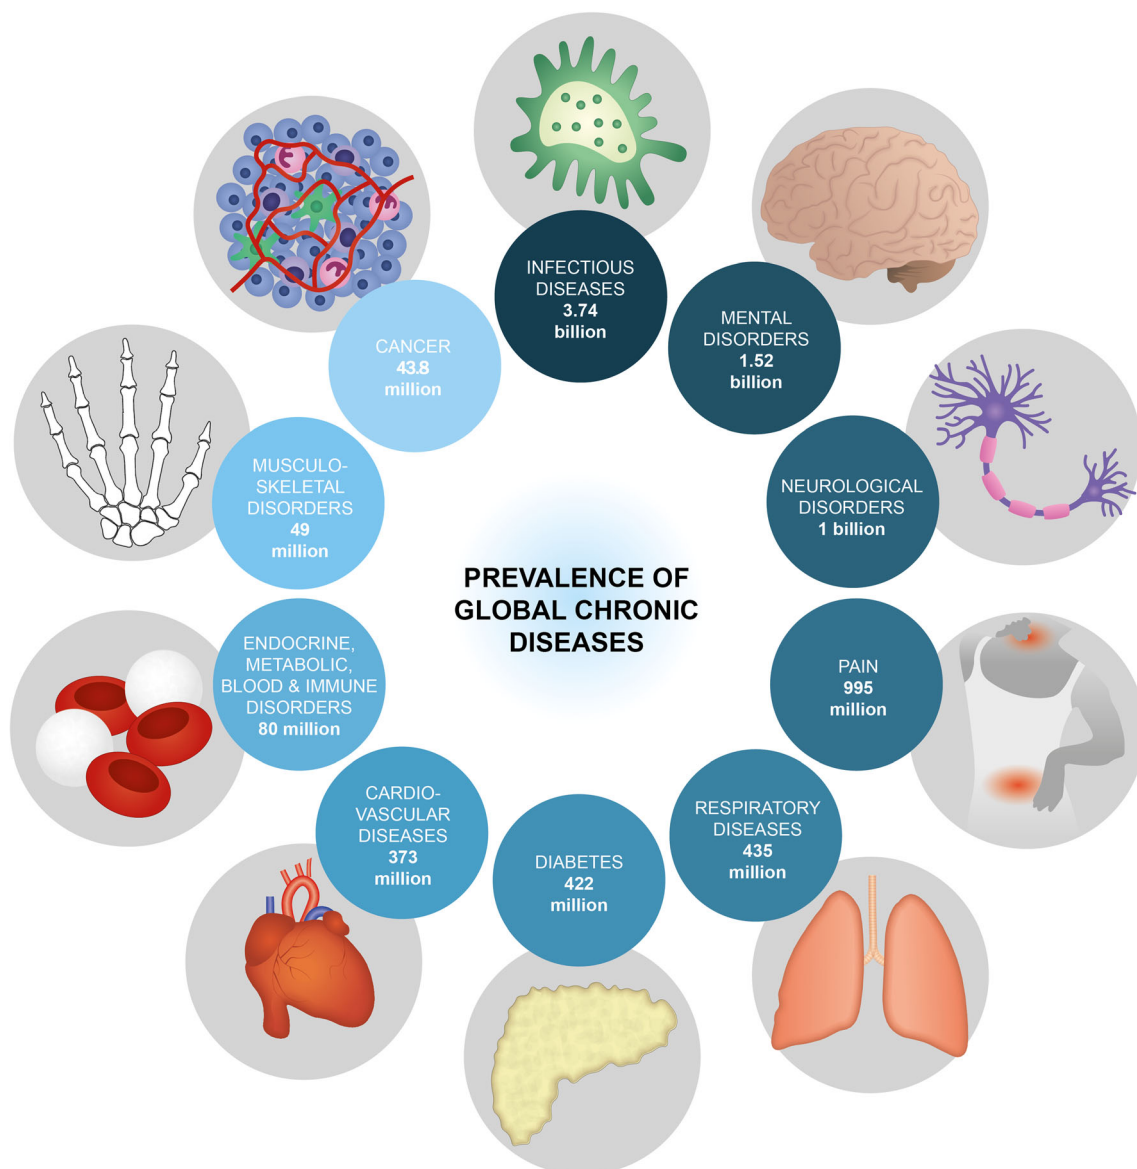 PREVALENCE OF
GLOBAL CHRONIC
DISEASES
INFECTIOUS
DISEASES
3.74
billion
MENTAL
DISORDERS
1.52
billion
NEUROLOGICAL
DISORDERS
1 billion
PAIN
995
million
RESPIRATORY
DISEASES
435
million
DIABETES
422
million
CARDIO-
VASCULAR
DISEASES
373
million
ENDOCRINE,
METABOLIC,
BLOOD & IMMUNE
DISORDERS
80 million
MUSCULO-
SKELETAL
DISORDERS
49
million
CANCER
43.8
million